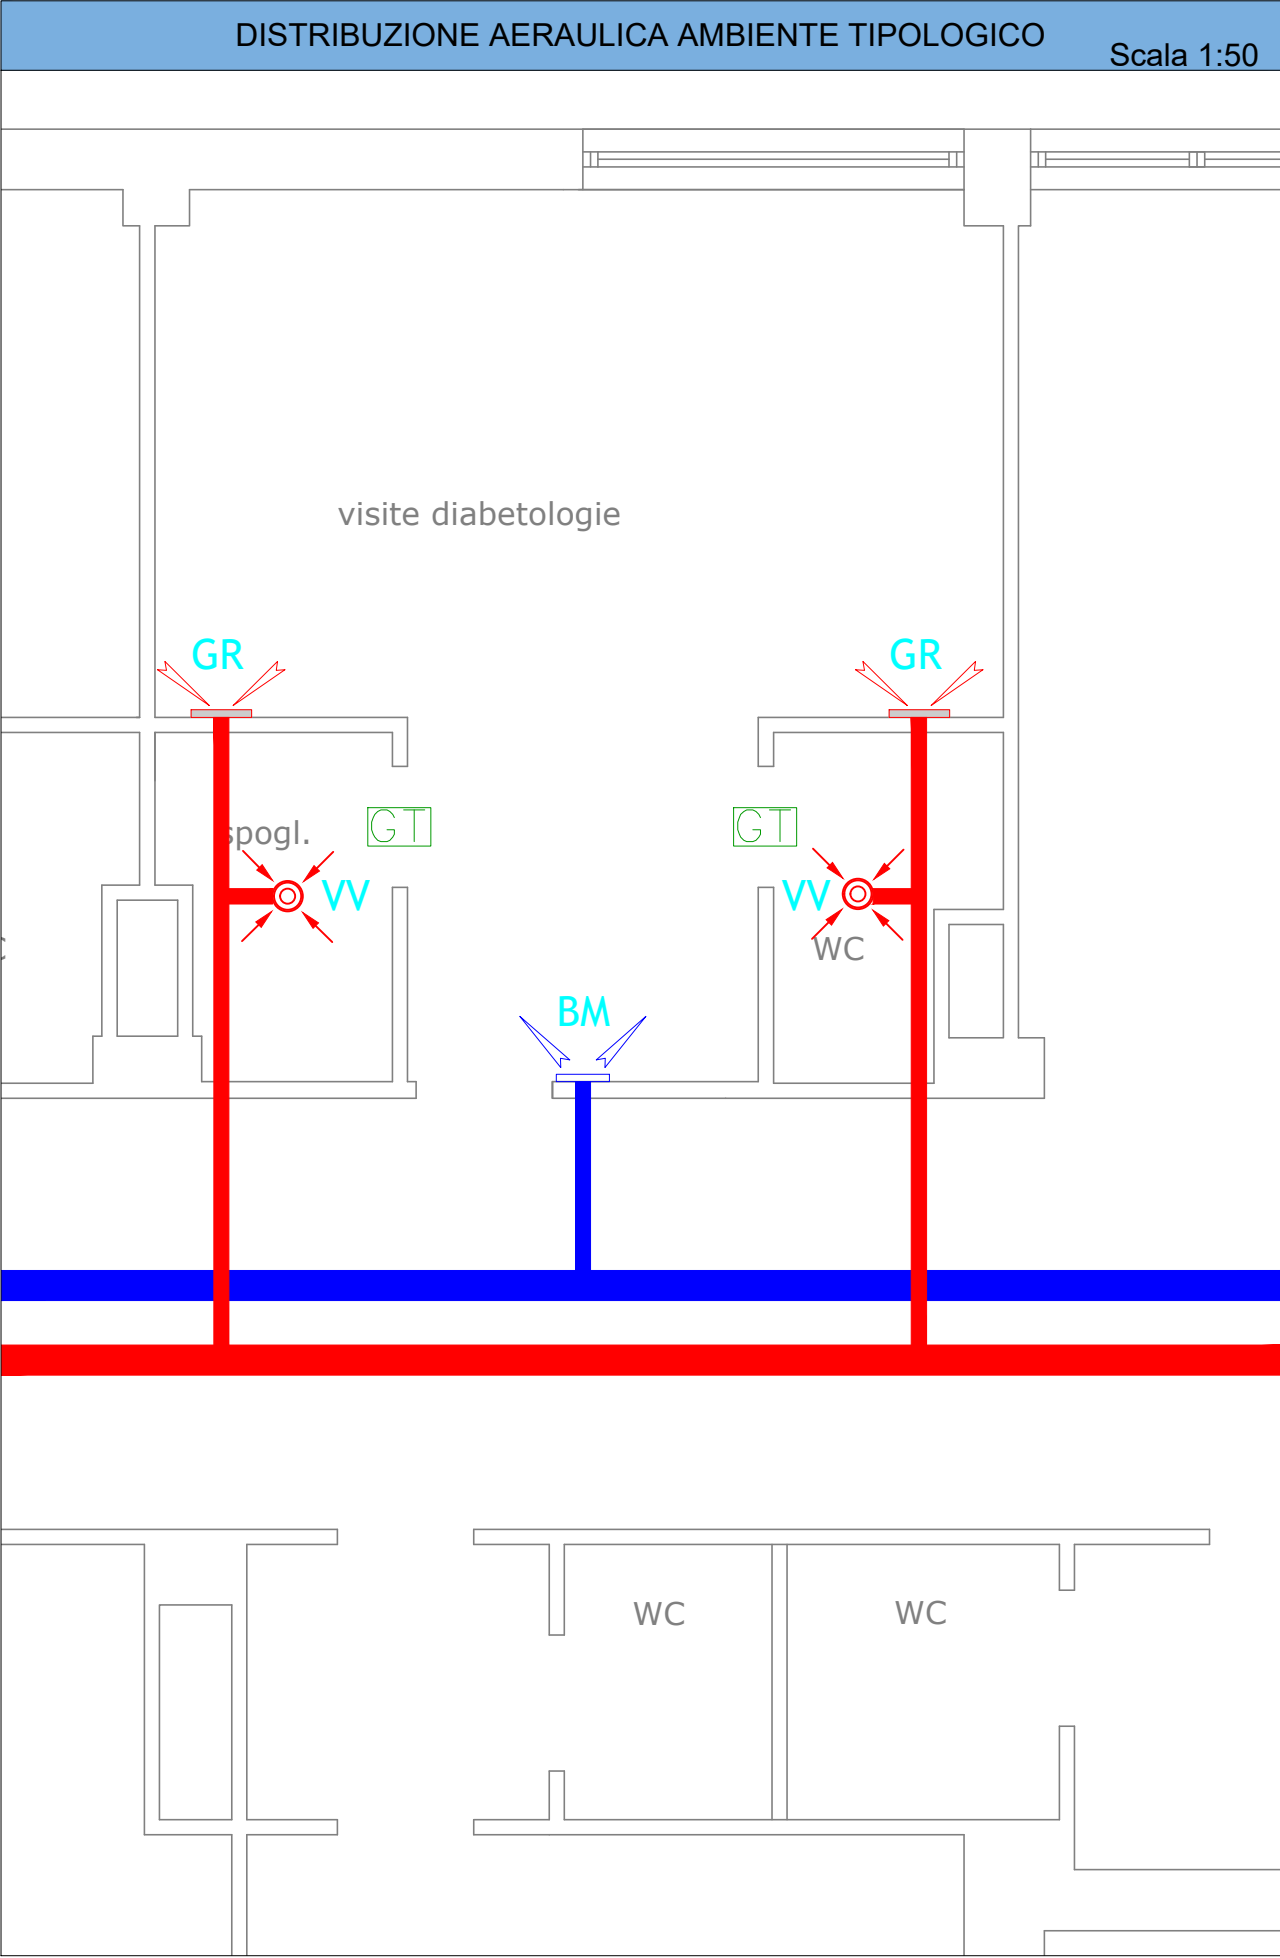 DISTRIBUZIONE AERAULICA AMBIENTE TIPOLOGICO
Scala 1:50
visite diabetologie
GR
GR
GT
GT
spogl.
VV
VV
WC
BM
WC
WC